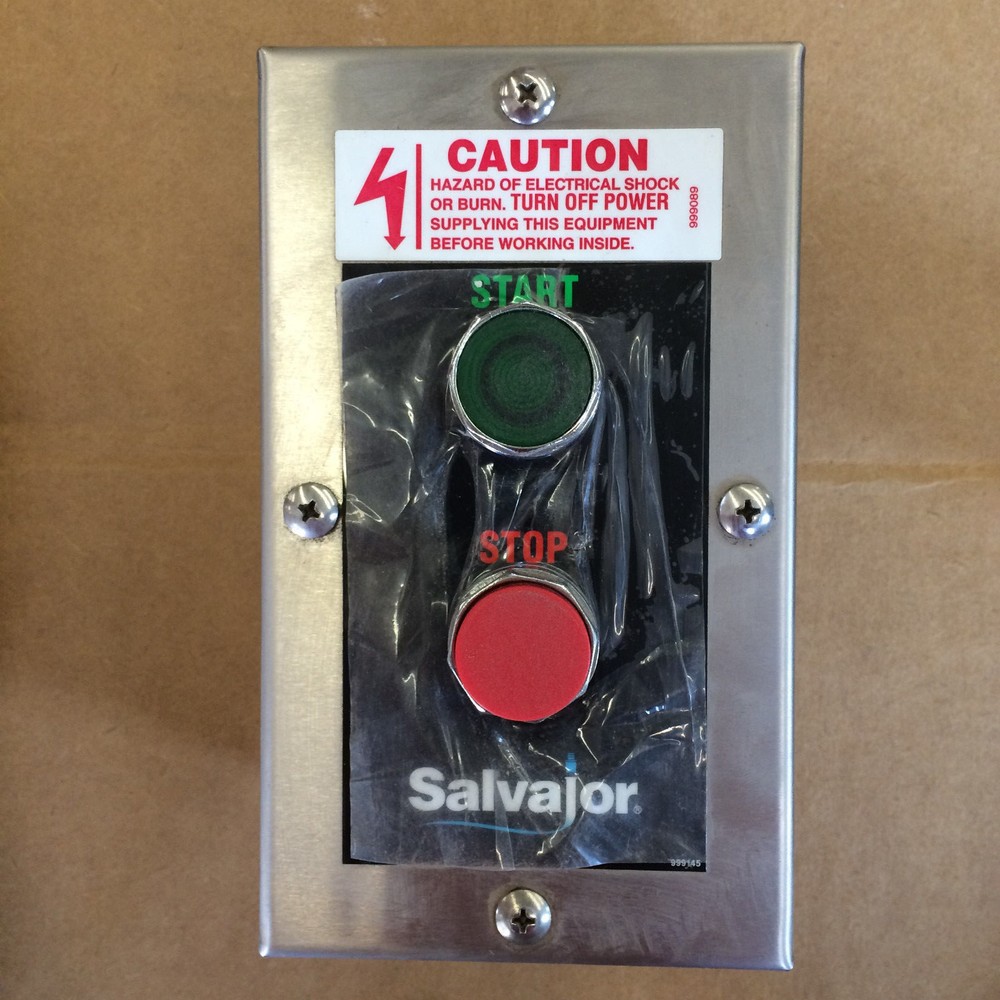 CAUTION
HAZARD OF ELECTRICAL SHOCK
OR BURN. TURN OFF POWER
SUPPLYING THIS EQUIPMENT
BEFORE WORKING INSIDE.
999089
START
STOP
Salvajor®
999145